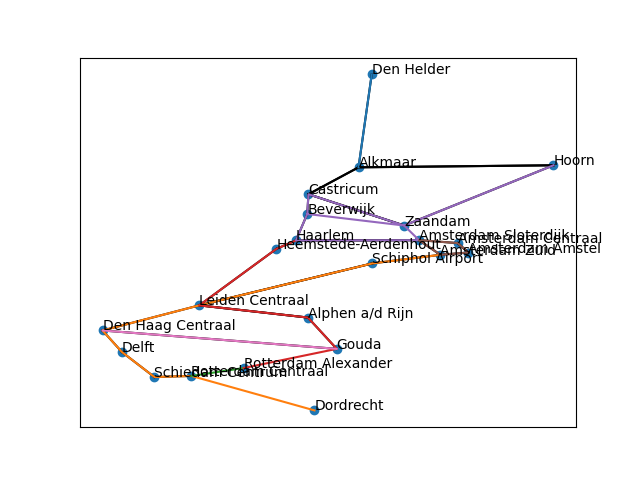 Den Helder
Alkmaar
Hoorn
Castricum
Beverwijk
Zaandam
Haarlem
Amsterdam Sloterdijk
Amsterdam Centraal
Heemstede-Aerdenhout
Amsterdam Amstel
Amsterdam Zuid
Schiphol Airport
Leiden Centraal
Alphen a/d Rijn
Den Haag Centraal
Gouda
Delft
Rotterdam Alexander
Schiedam Centrum
Rotterdam Centraal
Dordrecht